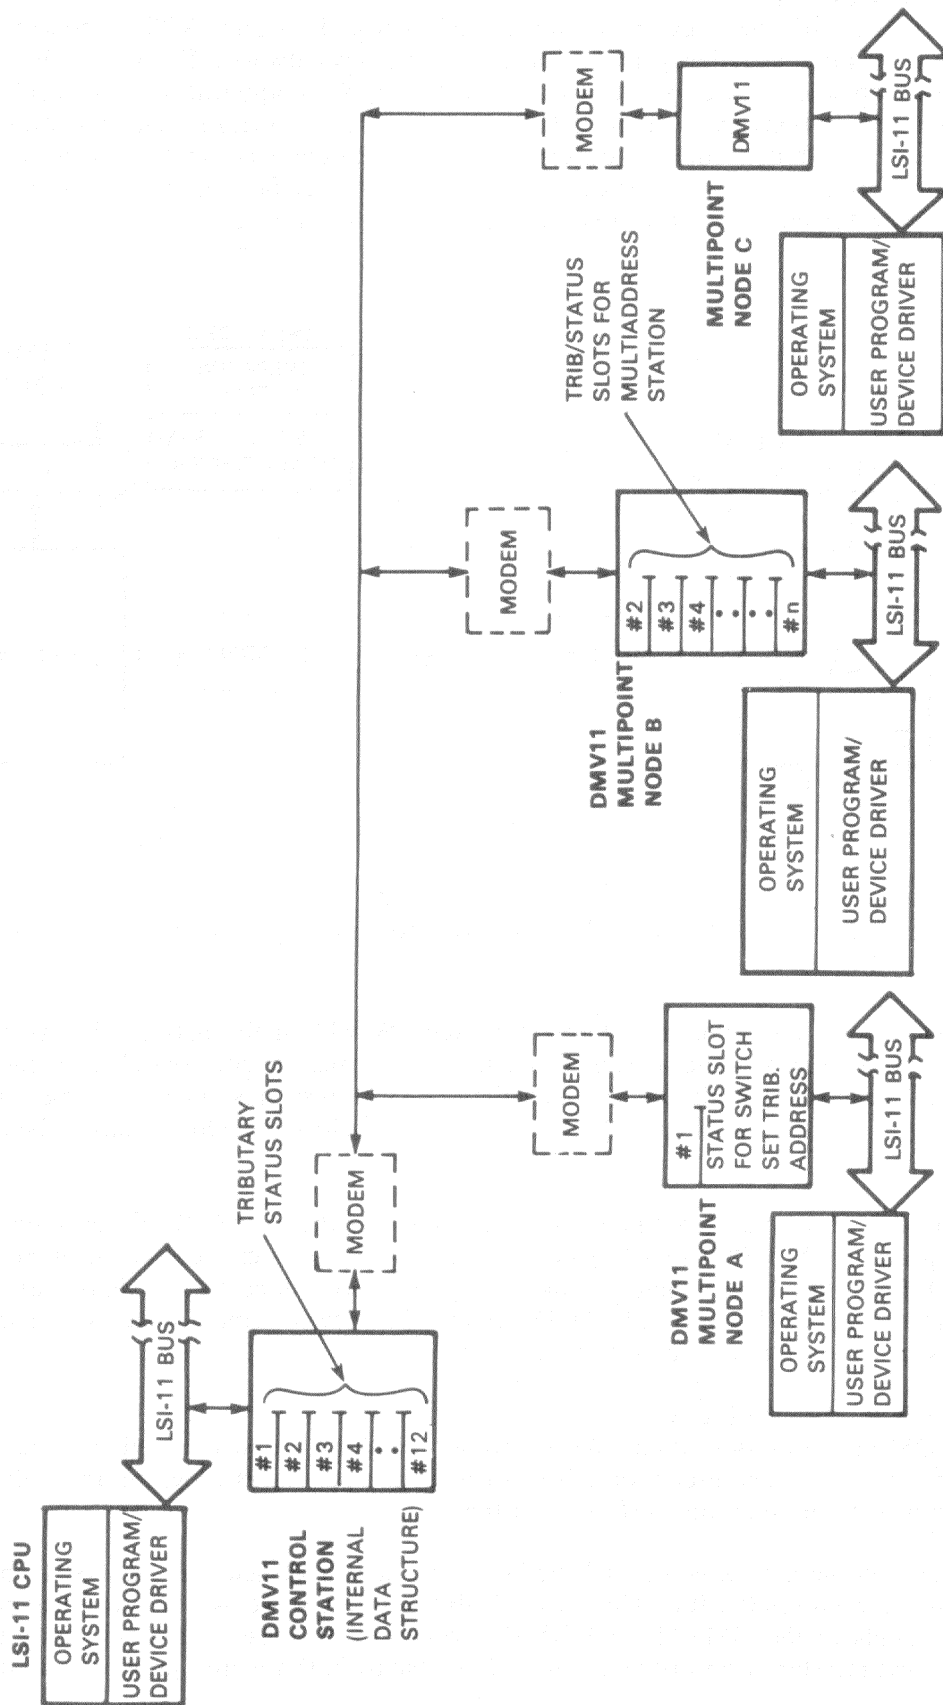 LSI-11 CPU
OPERATING
SYSTEM
USER PROGRAM/
DEVICE DRIVER
LSI-11 BUS
DMV11
CONTROL
STATION
(INTERNAL
DATA
STRUCTURE)
#1
#2
#3
#4
#12
TRIBUTARY
STATUS SLOTS
MODEM
MODEM
DMV11
MULTIPOINT
NODE A
#1
STATUS SLOT
FOR SWITCH
SET TRIB.
ADDRESS
OPERATING
SYSTEM
USER PROGRAM/
DEVICE DRIVER
LSI-11 BUS
MODEM
DMV11
MULTIPOINT
NODE B
#2
#3
#4
#n
TRIB/STATUS
SLOTS FOR
MULTIADDRESS
STATION
OPERATING
SYSTEM
USER PROGRAM/
DEVICE DRIVER
LSI-11 BUS
MODEM
MULTIPOINT
NODE C
DMV11
OPERATING
SYSTEM
USER PROGRAM/
DEVICE DRIVER
LSI-11 BUS